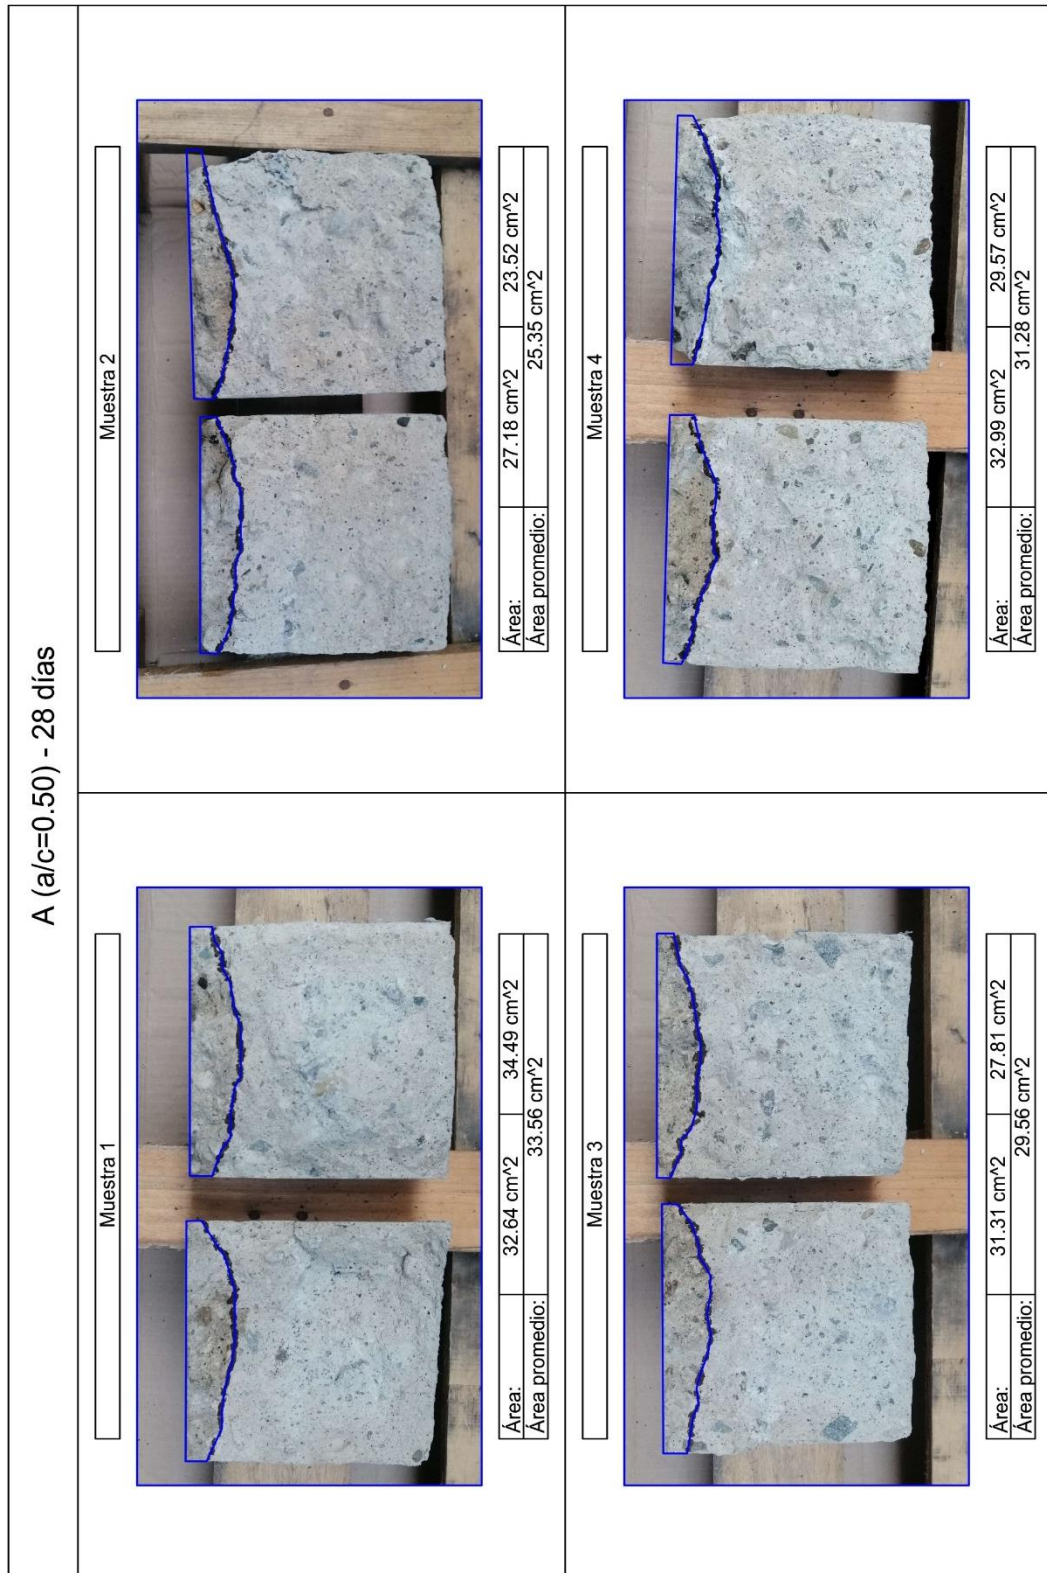 A (a/c=0.50) - 28 días
Muestra 1
Área: 32.64 cm^2 34.49 cm^2
Área promedio: 33.56 cm^2
Muestra 2
Área: 27.18 cm^2 23.52 cm^2
Área promedio: 25.35 cm^2
Muestra 3
Área: 31.31 cm^2 27.81 cm^2
Área promedio: 29.56 cm^2
Muestra 4
Área: 32.99 cm^2 29.57 cm^2
Área promedio: 31.28 cm^2